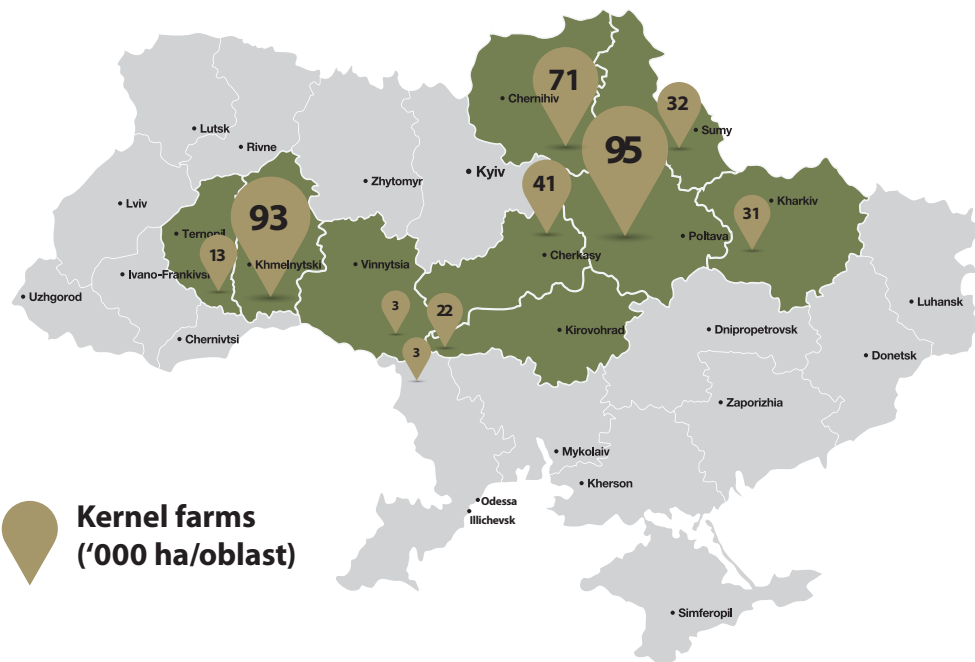 71
Chernihiv
32
Sumy
Lutsk
Rivne
95
Kyiv
Zhytomyr
41
Kharkiv
31
Lviv
93
Ternopil
Poltava
13
Khmelnytski
Vinnytsia
Cherkasy
Ivano-Frankivs
Uzhgorod
3
22
Luhansk
Kirovohrad
Dnipropetrovsk
Chernivtsi
3
Donetsk
Zaporizhia
Mykolaiv
Kherson
Odessa
Illichevsk
Kernel farms
(‘000 ha/oblast)
Simferopil